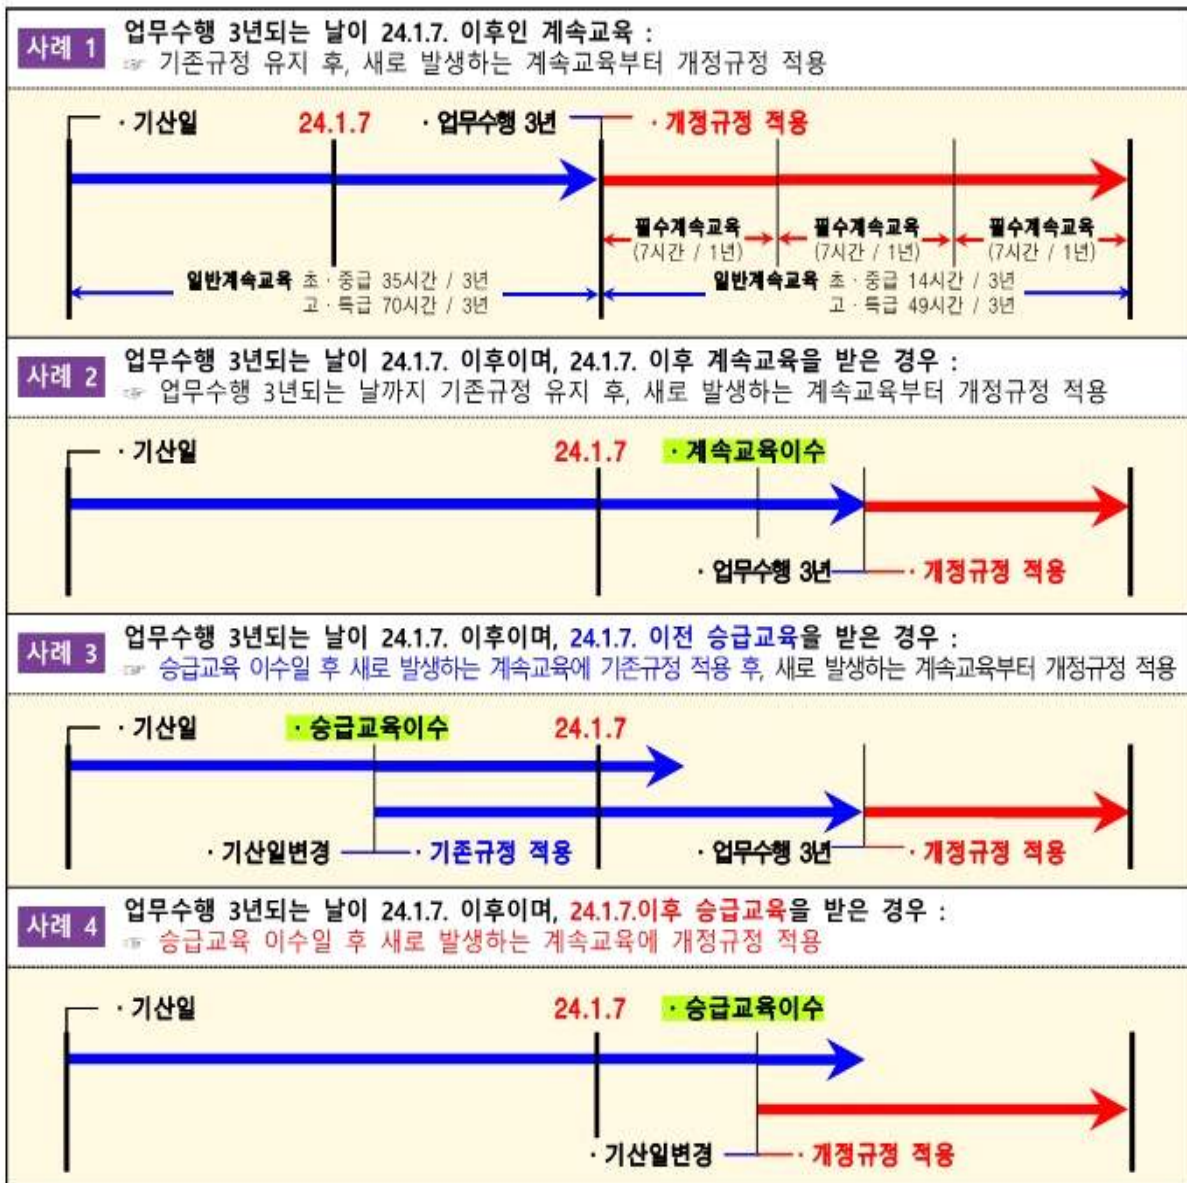 사례 1
업무수행 3년되는 날이 24.1.7. 이후인 계속교육 :
☞ 기존규정 유지 후, 새로 발생하는 계속교육부터 개정규정 적용
· 기산일
24.1.7
· 업무수행 3년
· 개정규정 적용
필수계속교육
(7시간 / 1년)
필수계속교육
(7시간 / 1년)
필수계속교육
(7시간 / 1년)
일반계속교육 초 · 중급 35시간 / 3년
고 · 특급 70시간 / 3년
일반계속교육 초 · 중급 14시간 / 3년
고 · 특급 49시간 / 3년
사례 2
업무수행 3년되는 날이 24.1.7. 이후이며, 24.1.7. 이후 계속교육을 받은 경우 :
☞ 업무수행 3년되는 날까지 기존규정 유지 후, 새로 발생하는 계속교육부터 개정규정 적용
· 기산일
24.1.7
· 계속교육이수
· 업무수행 3년
· 개정규정 적용
사례 3
업무수행 3년되는 날이 24.1.7. 이후이며, 24.1.7. 이전 승급교육을 받은 경우 :
☞ 승급교육 이수일 후 새로 발생하는 계속교육에 기존규정 적용 후, 새로 발생하는 계속교육부터 개정규정 적용
· 기산일
· 승급교육이수
24.1.7
· 기산일변경
· 기존규정 적용
· 업무수행 3년
· 개정규정 적용
사례 4
업무수행 3년되는 날이 24.1.7. 이후이며, 24.1.7.이후 승급교육을 받은 경우 :
☞ 승급교육 이수일 후 새로 발생하는 계속교육에 개정규정 적용
· 기산일
24.1.7
· 승급교육이수
· 기산일변경
· 개정규정 적용